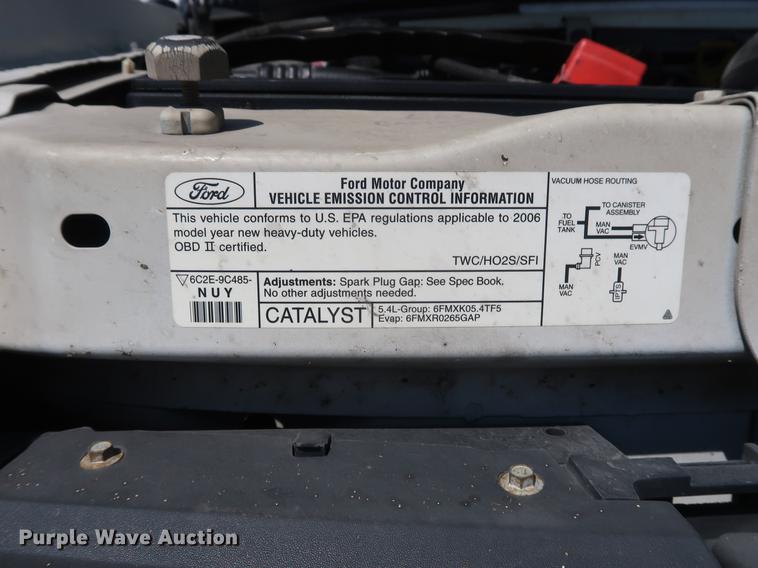 Ford
Ford Motor Company
VEHICLE EMISSION CONTROL INFORMATION
This vehicle conforms to U.S. EPA regulations applicable to 2006
model year new heavy-duty vehicles.
OBD II certified.
TWC/HO2S/SFI
6C2E-9C485-
NUY
Adjustments: Spark Plug Gap: See Spec Book.
No other adjustments needed.
CATALYST
5.4L-Group: 6FMXK05.4TF5
Evap: 6FMXR0265GAP
VACUUM HOSE ROUTING
TO CANISTER
ASSEMBLY
TO
FUEL
TANK
MAN
VAC
EVMV
PCV
MAN
VAC
MAN
VAC
IPTS
Purple Wave Auction